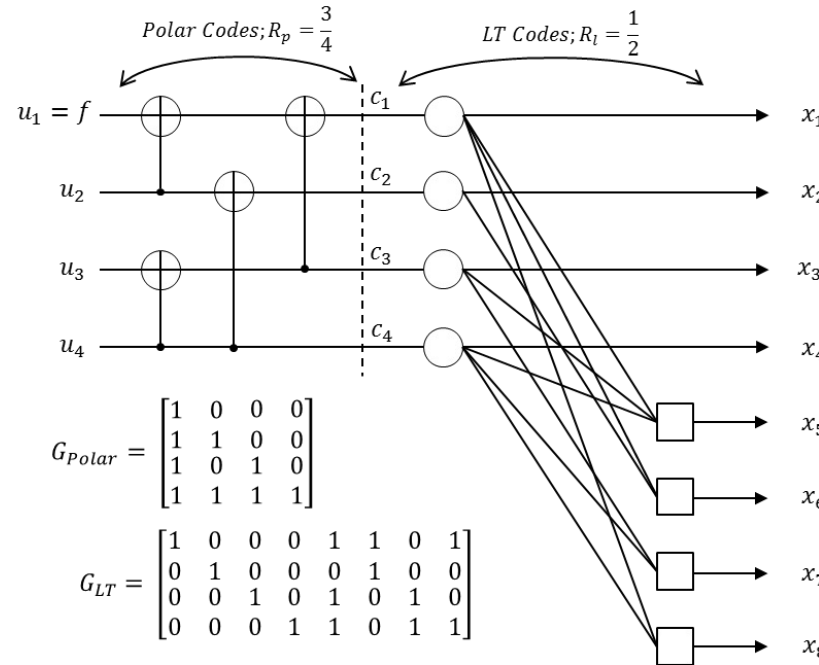 Polar Codes; R_p = 3/4
LT Codes; R_l = 1/2
u_1 = f
c_1
x_1
u_2
c_2
x_2
u_3
c_3
x_3
u_4
c_4
x_4
x_5
x_6
x_7
x_8
G_Polar =
1 0 0 0
1 1 0 0
1 0 1 0
1 1 1 1
G_LT =
1 0 0 0 1 1 0 1
0 1 0 0 0 1 0 0
0 0 1 0 1 0 1 0
0 0 0 1 1 0 1 1